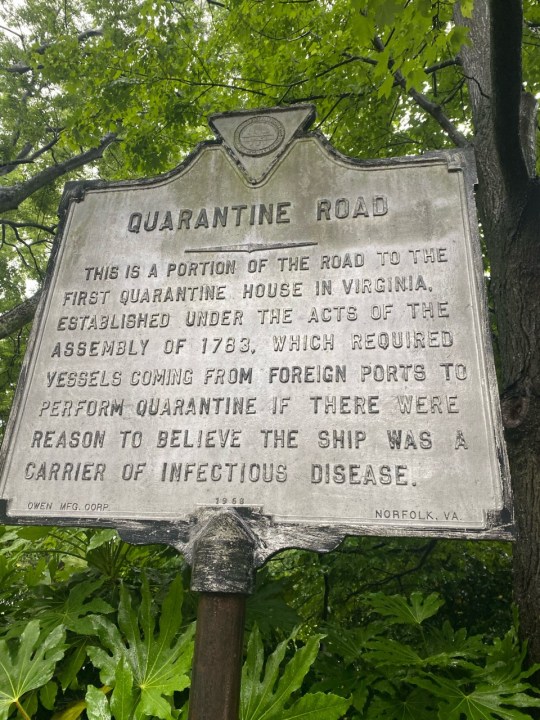 QUARANTINE ROAD
THIS IS A PORTION OF THE ROAD TO THE
FIRST QUARANTINE HOUSE IN VIRGINIA,
ESTABLISHED UNDER THE ACTS OF THE
ASSEMBLY OF 1783, WHICH REQUIRED
VESSELS COMING FROM FOREIGN PORTS TO
PERFORM QUARANTINE IF THERE WERE
REASON TO BELIEVE THE SHIP WAS A
CARRIER OF INFECTIOUS DISEASE.
OWEN MFG. CORP.
NORFOLK, VA.